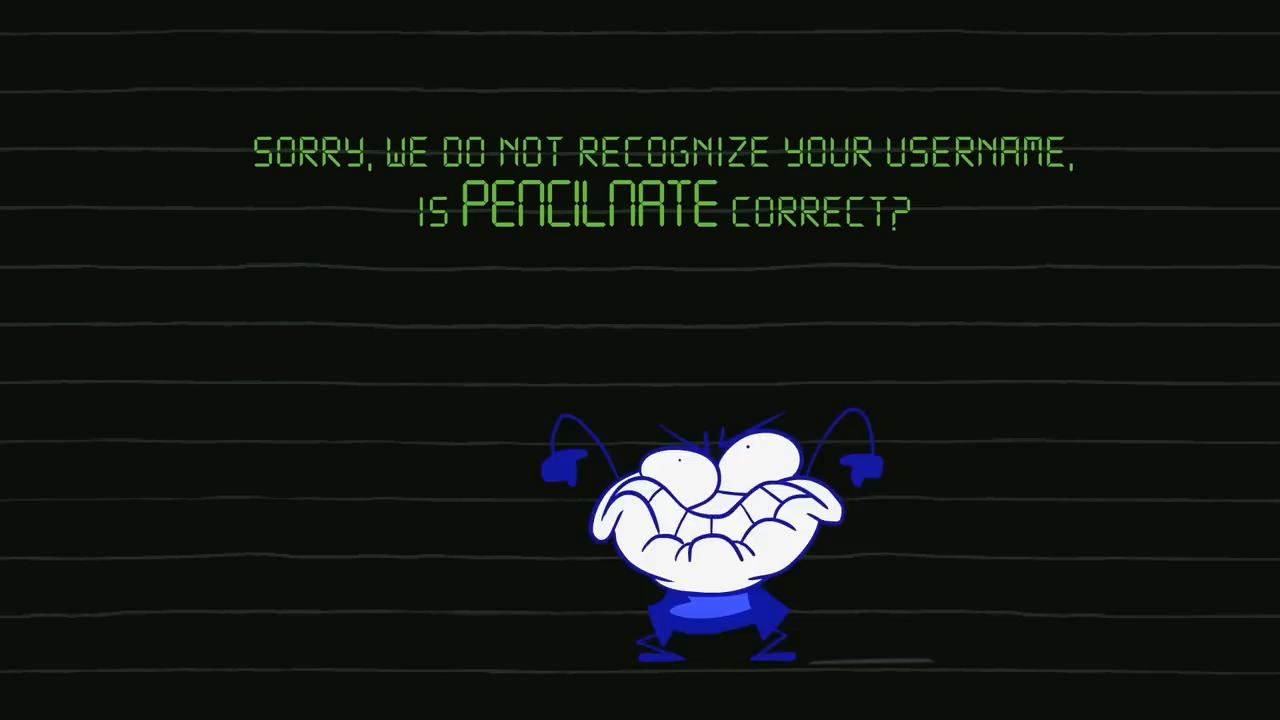 SORRY, WE DO NOT RECOGNIZE YOUR USERNAME,
IS PENCILNATE CORRECT?